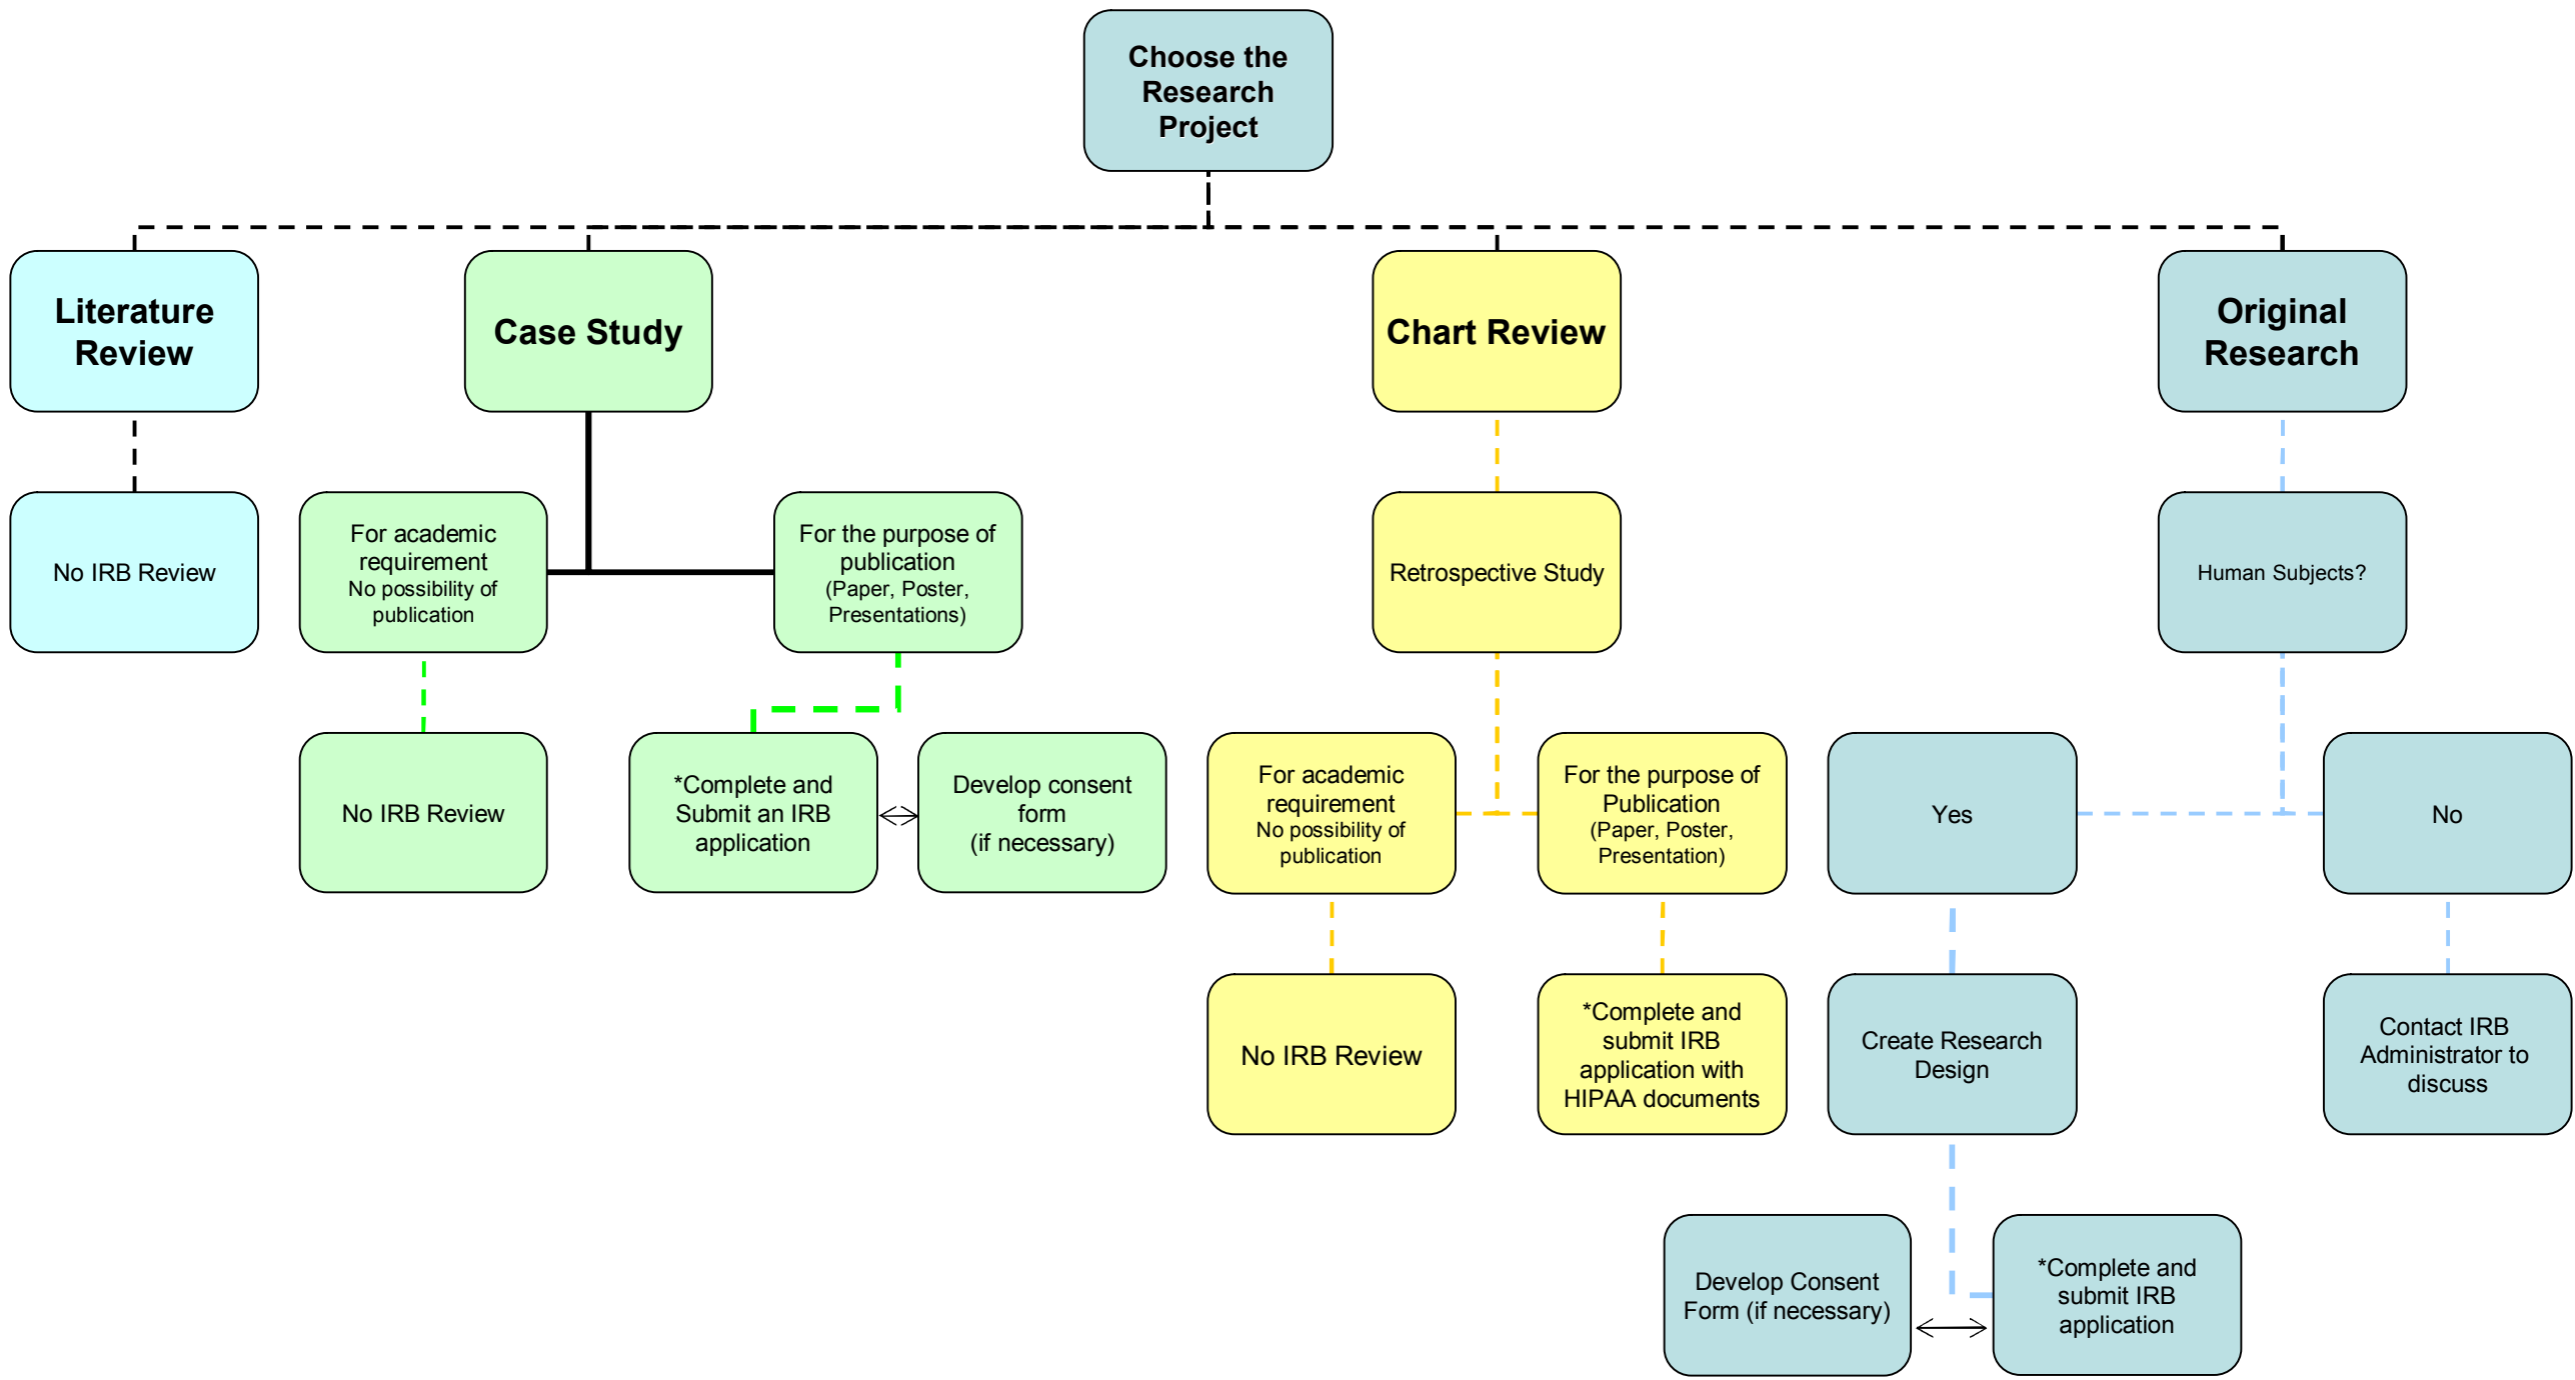 Choose the
Research
Project
Literature
Review
Case Study
Chart Review
Original
Research
No IRB Review
For academic
requirement
No possibility of
publication
For the purpose of
publication
(Paper, Poster,
Presentations)
Retrospective Study
Human Subjects?
No IRB Review
*Complete and
Submit an IRB
application
Develop consent
form
(if necessary)
For academic
requirement
No possibility of
publication
For the purpose of
Publication
(Paper, Poster,
Presentation)
Yes
No
No IRB Review
*Complete and
submit IRB
application with
HIPAA documents
Create Research
Design
Contact IRB
Administrator to
discuss
Develop Consent
Form (if necessary)
*Complete and
submit IRB
application